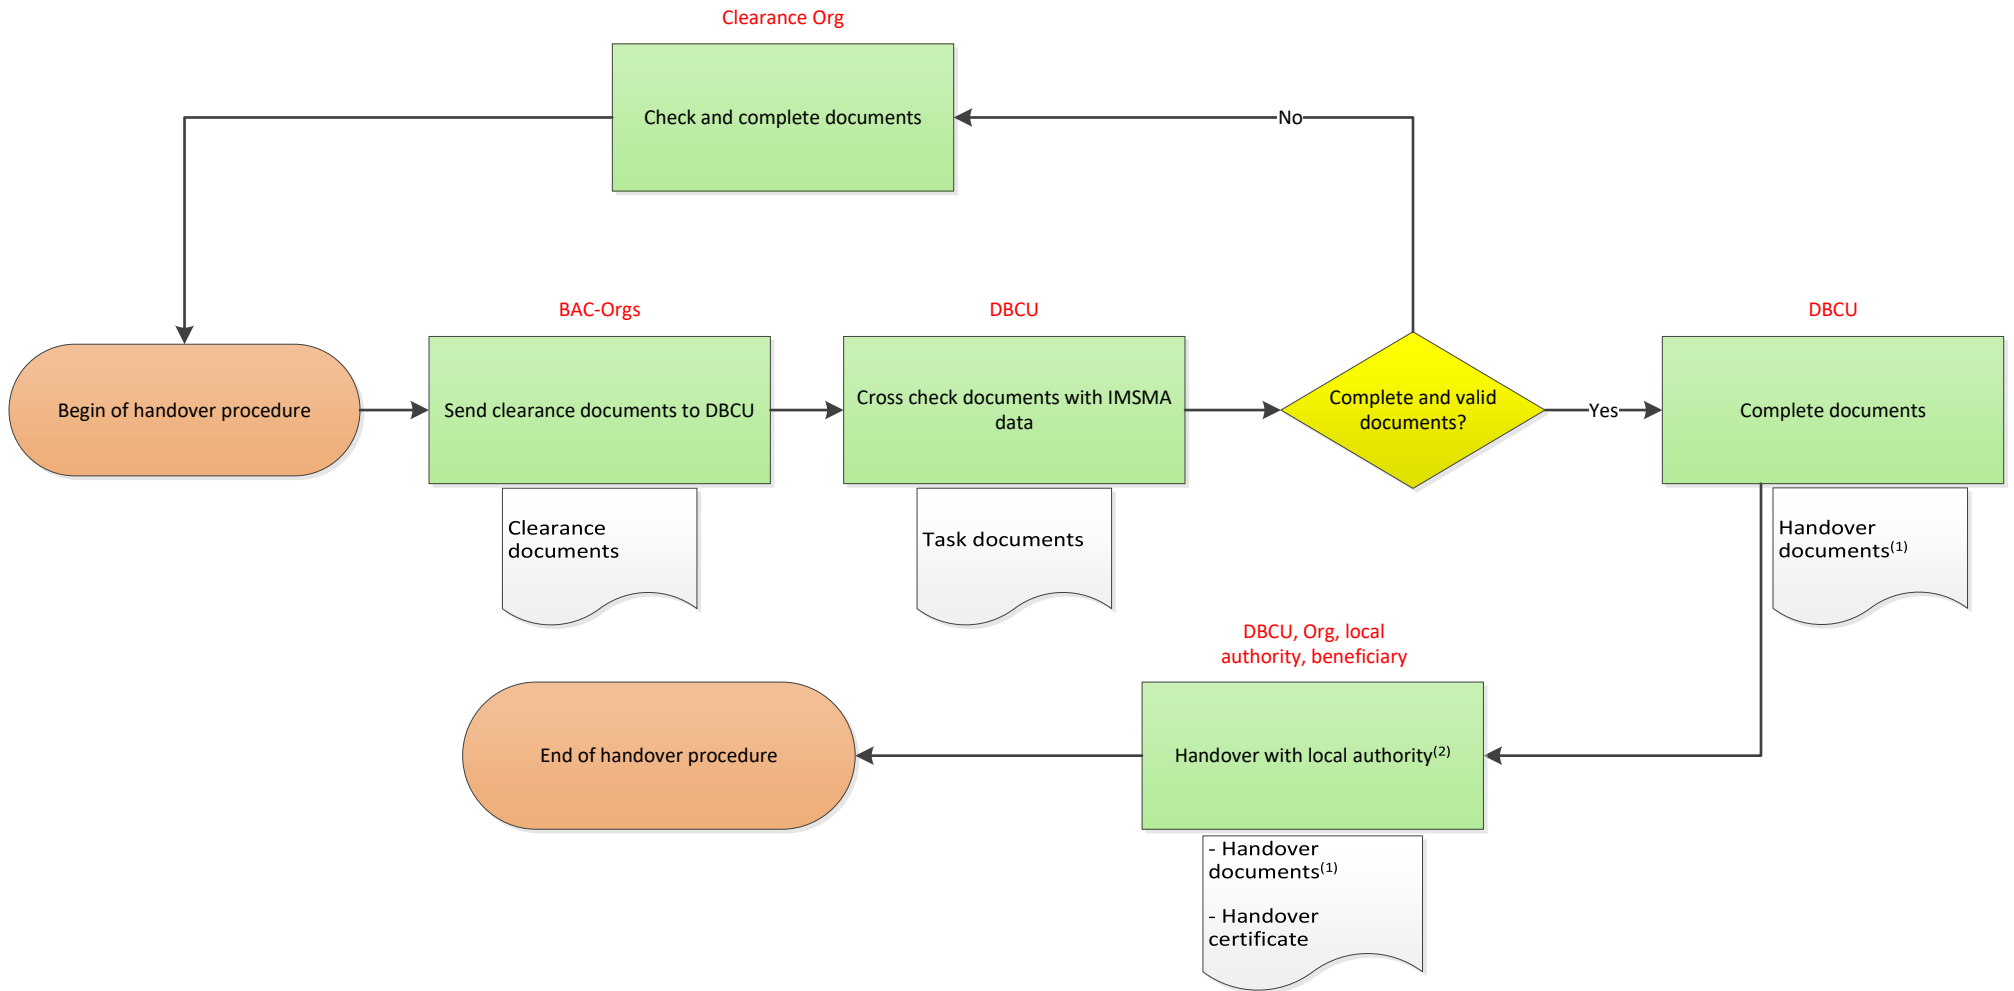 Clearance Org
Check and complete documents
No
BAC-Orgs
DBCU
DBCU
Begin of handover procedure
Send clearance documents to DBCU
Cross check documents with IMSMA
data
Complete and valid
documents?
Yes
Complete documents
Clearance
documents
Task documents
Handover
documents(1)
DBCU, Org, local
authority, beneficiary
End of handover procedure
Handover with local authority(2)
- Handover
documents(1)
- Handover
certificate